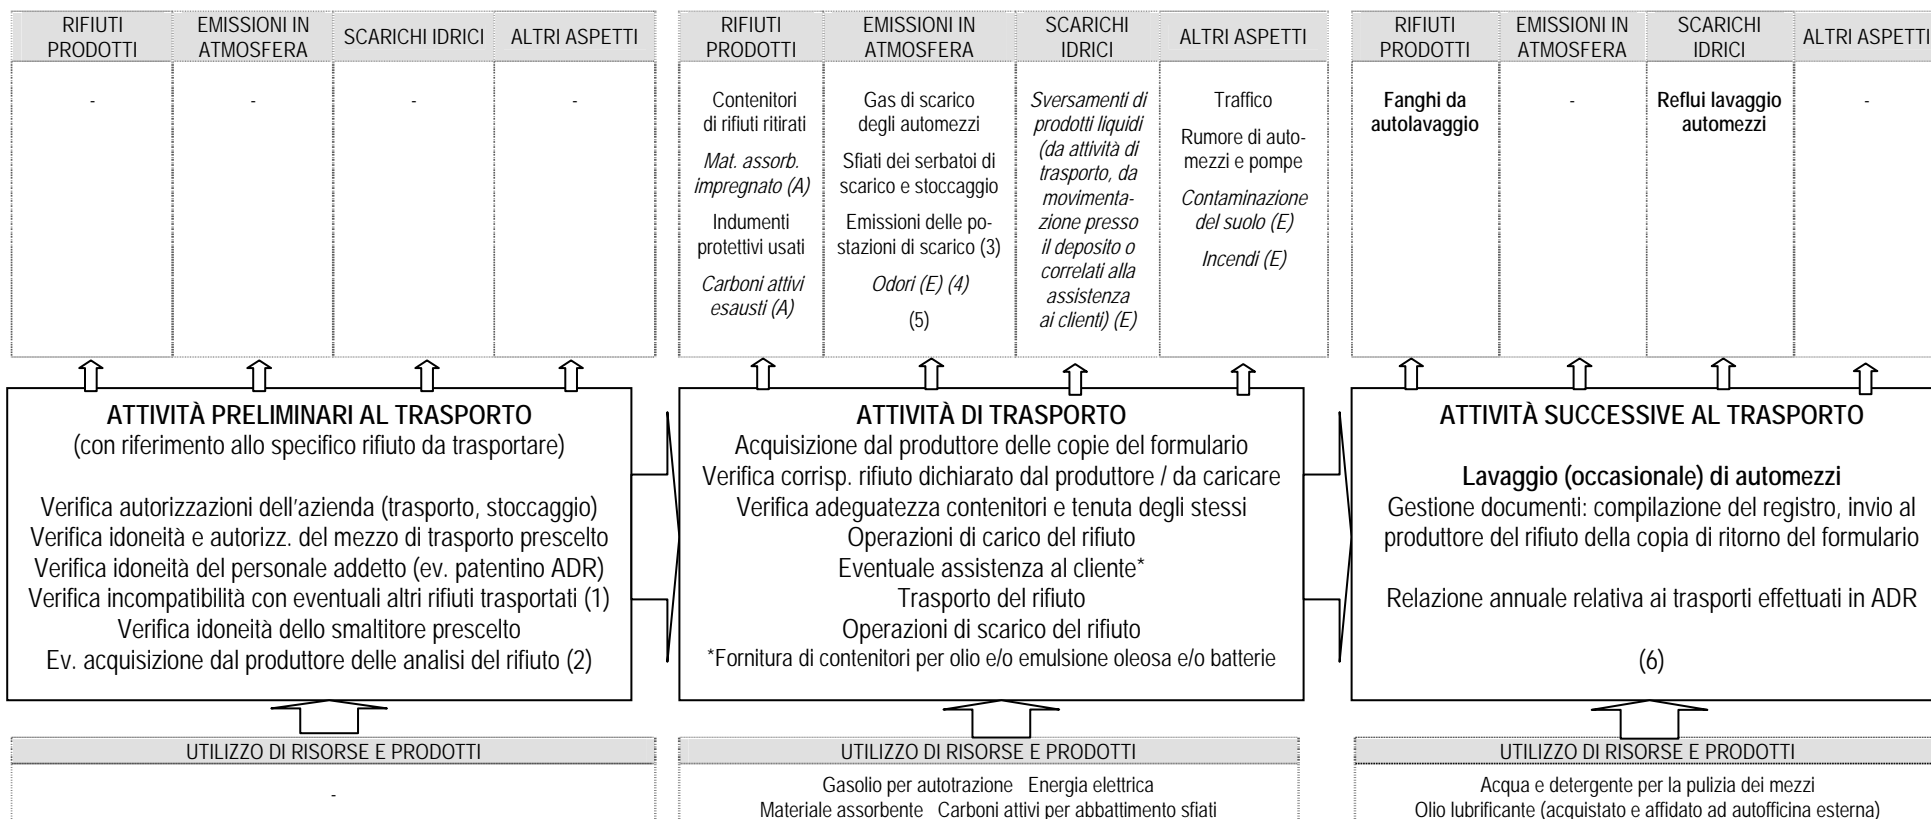 RIFIUTI PRODOTTI
EMISSIONI IN ATMOSFERA
SCARICHI IDRICI
ALTRI ASPETTI
-
-
-
-
RIFIUTI
PRODOTTI
EMISSIONI IN
ATMOSFERA
SCARICHI
IDRICI
ALTRI ASPETTI
Contenitori
di rifiuti ritirati
Mat. assorb.
impregnato (A)
Indumenti
protettivi usati
Carboni attivi
esausti (A)
Gas di scarico
degli automezzi
Sfiati dei serbatoi di
scarico e stoccaggio
Emissioni delle po-
stazioni di scarico (3)
Odori (E) (4)
(5)
Sversamenti di
prodotti liquidi
(da attività di
trasporto, da
movimenta-
zione presso
il deposito o
correlati alla
assistenza
ai clienti) (E)
Traffico
Rumore di auto-
mezzi e pompe
Contaminazione
del suolo (E)
Incendi (E)
RIFIUTI
PRODOTTI
EMISSIONI IN
ATMOSFERA
SCARICHI
IDRICI
ALTRI ASPETTI
Fanghi da
autolavaggio
-
Reflui lavaggio
automezzi
-
ATTIVITÀ PRELIMINARI AL TRASPORTO
(con riferimento allo specifico rifiuto da trasportare)
Verifica autorizzazioni dell'azienda (trasporto, stoccaggio)
Verifica idoneità e autorizz. del mezzo di trasporto prescelto
Verifica idoneità del personale addetto (ev. patentino ADR)
Verifica incompatibilità con eventuali altri rifiuti trasportati (1)
Verifica idoneità dello smaltitore prescelto
Ev. acquisizione dal produttore delle analisi del rifiuto (2)
ATTIVITÀ DI TRASPORTO
Acquisizione dal produttore delle copie del formulario
Verifica corrisp. rifiuto dichiarato dal produttore / da caricare
Verifica adeguatezza contenitori e tenuta degli stessi
Operazioni di carico del rifiuto
Eventuale assistenza al cliente*
Trasporto del rifiuto
Operazioni di scarico del rifiuto
*Fornitura di contenitori per olio e/o emulsione oleosa e/o batterie
ATTIVITÀ SUCCESSIVE AL TRASPORTO
Lavaggio (occasionale) di automezzi
Gestione documenti: compilazione del registro, invio al
produttore del rifiuto della copia di ritorno del formulario
Relazione annuale relativa ai trasporti effettuati in ADR
(6)
UTILIZZO DI RISORSE E PRODOTTI
-
UTILIZZO DI RISORSE E PRODOTTI
Gasolio per autotrazione Energia elettrica
Materiale assorbente Carboni attivi per abbattimento sfiati
UTILIZZO DI RISORSE E PRODOTTI
Acqua e detergente per la pulizia dei mezzi
Olio lubrificante (acquistato e affidato ad autofficina esterna)